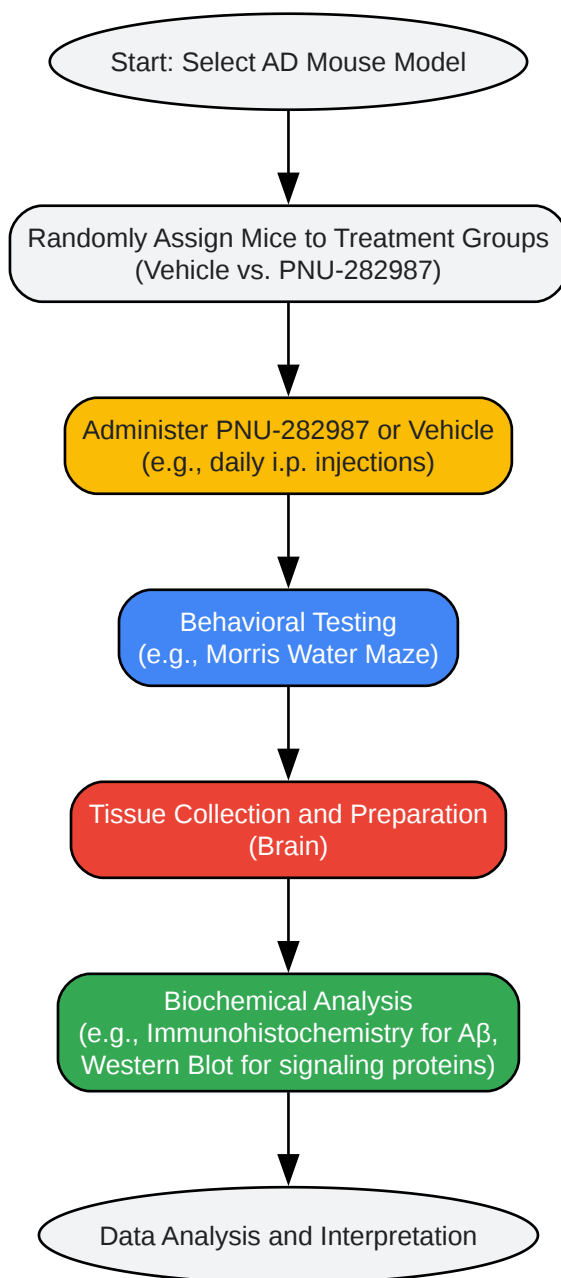 Start: Select AD Mouse Model
Randomly Assign Mice to Treatment Groups
(Vehicle vs. PNU-282987)
Administer PNU-282987 or Vehicle
(e.g., daily i.p. injections)
Behavioral Testing
(e.g., Morris Water Maze)
Tissue Collection and Preparation
(Brain)
Biochemical Analysis
(e.g., Immunohistochemistry for Aβ,
Western Blot for signaling proteins)
Data Analysis and Interpretation